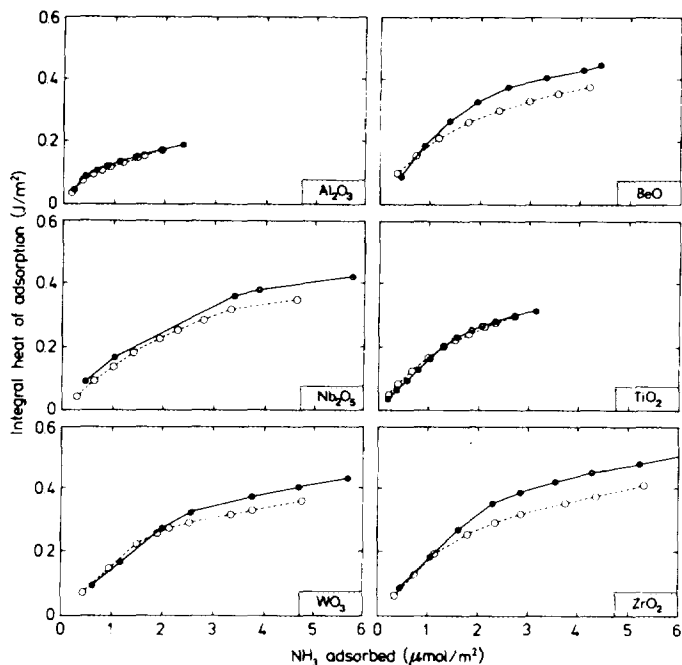 0.6
0.4
0.2
0
Al₂O₃
BeO
0.6
0.4
0.2
0
Nb₂O₅
TiO₂
0.6
0.4
0.2
0
WO₃
ZrO₂
0 1 2 3 4 5 6
0 1 2 3 4 5 6
Integral heat of adsorption (J/m²)
NH₃ adsorbed (μmol/m²)